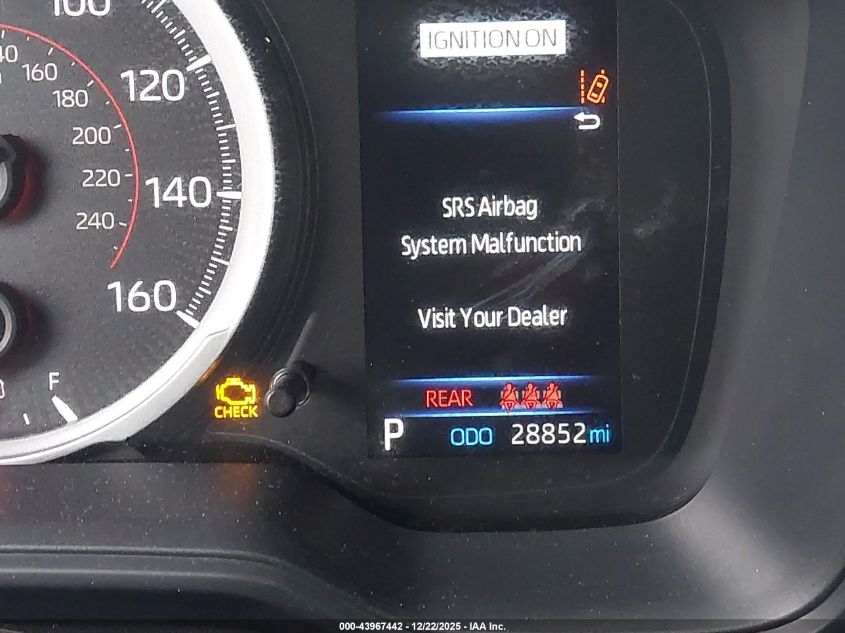 100
120
140
160
140
160
180
200
220
240
F
CHECK
IGNITION ON
SRS Airbag
System Malfunction
Visit Your Dealer
REAR
P ODO 28852 mi
000-43967442 - 12/22/2025 - IAA Inc.